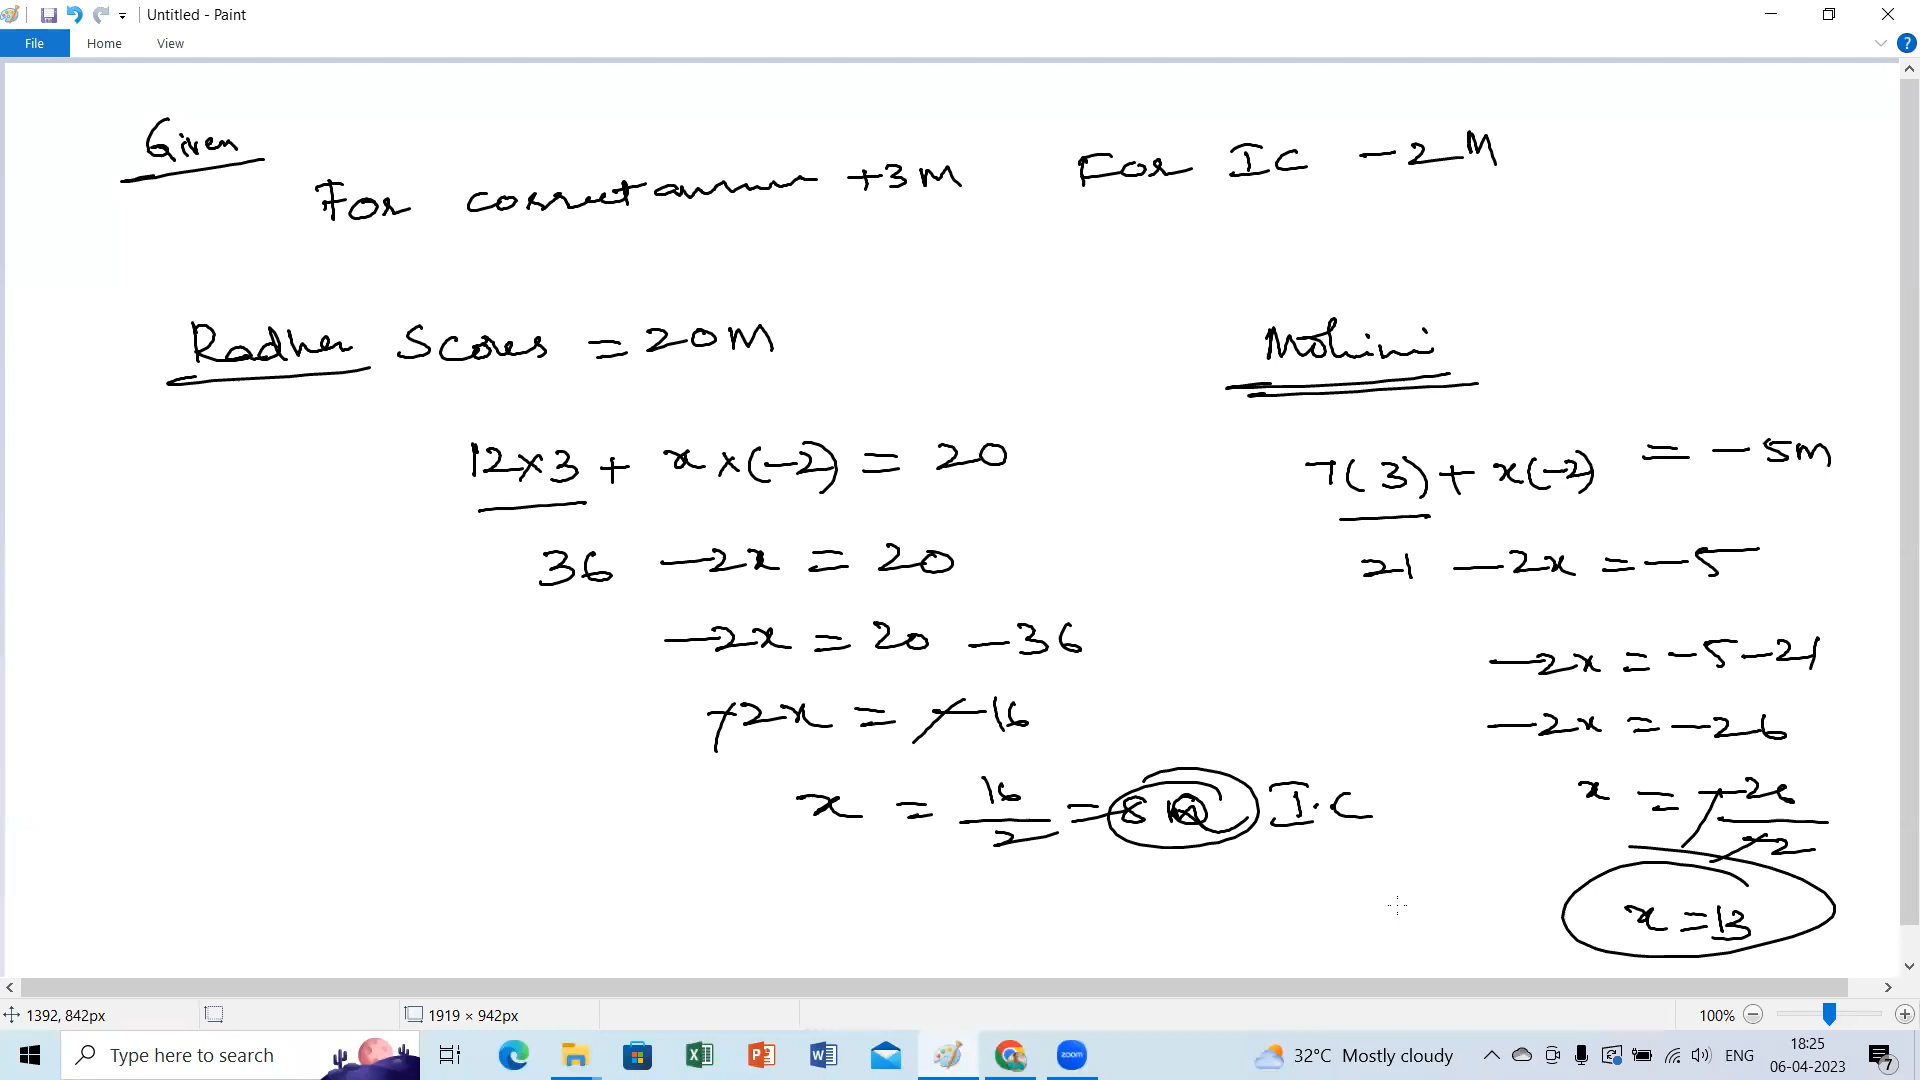 Untitled - Paint
File Home View
Given
For correct +3M For IC -2M
Radher Scores = 20M
Mohini
12×3 + x×(-2) = 20
7(3)+x(-2) = -5M
36 -2x = 20
21 -2x = -5
-2x = 20 -36
-2x = -5-21
-2x = -16
-2x = -26
x = 16/2 = 8 I.C
x = -26/-2
x = 13
1392, 842px
1919 × 942px
100%
Type here to search
zoom
32°C Mostly cloudy
ENG
18:25
06-04-2023
7